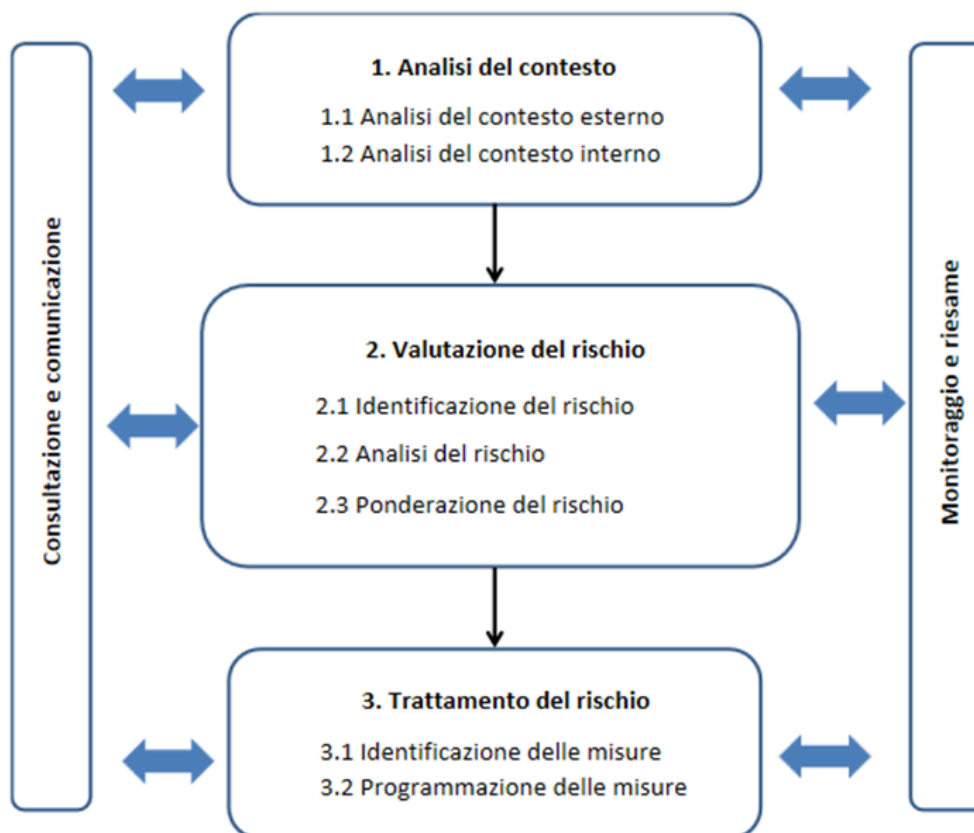 Consultazione e comunicazione
1. Analisi del contesto
1.1 Analisi del contesto esterno
1.2 Analisi del contesto interno
2. Valutazione del rischio
2.1 Identificazione del rischio
2.2 Analisi del rischio
2.3 Ponderazione del rischio
3. Trattamento del rischio
3.1 Identificazione delle misure
3.2 Programmazione delle misure
Monitoraggio e riesame